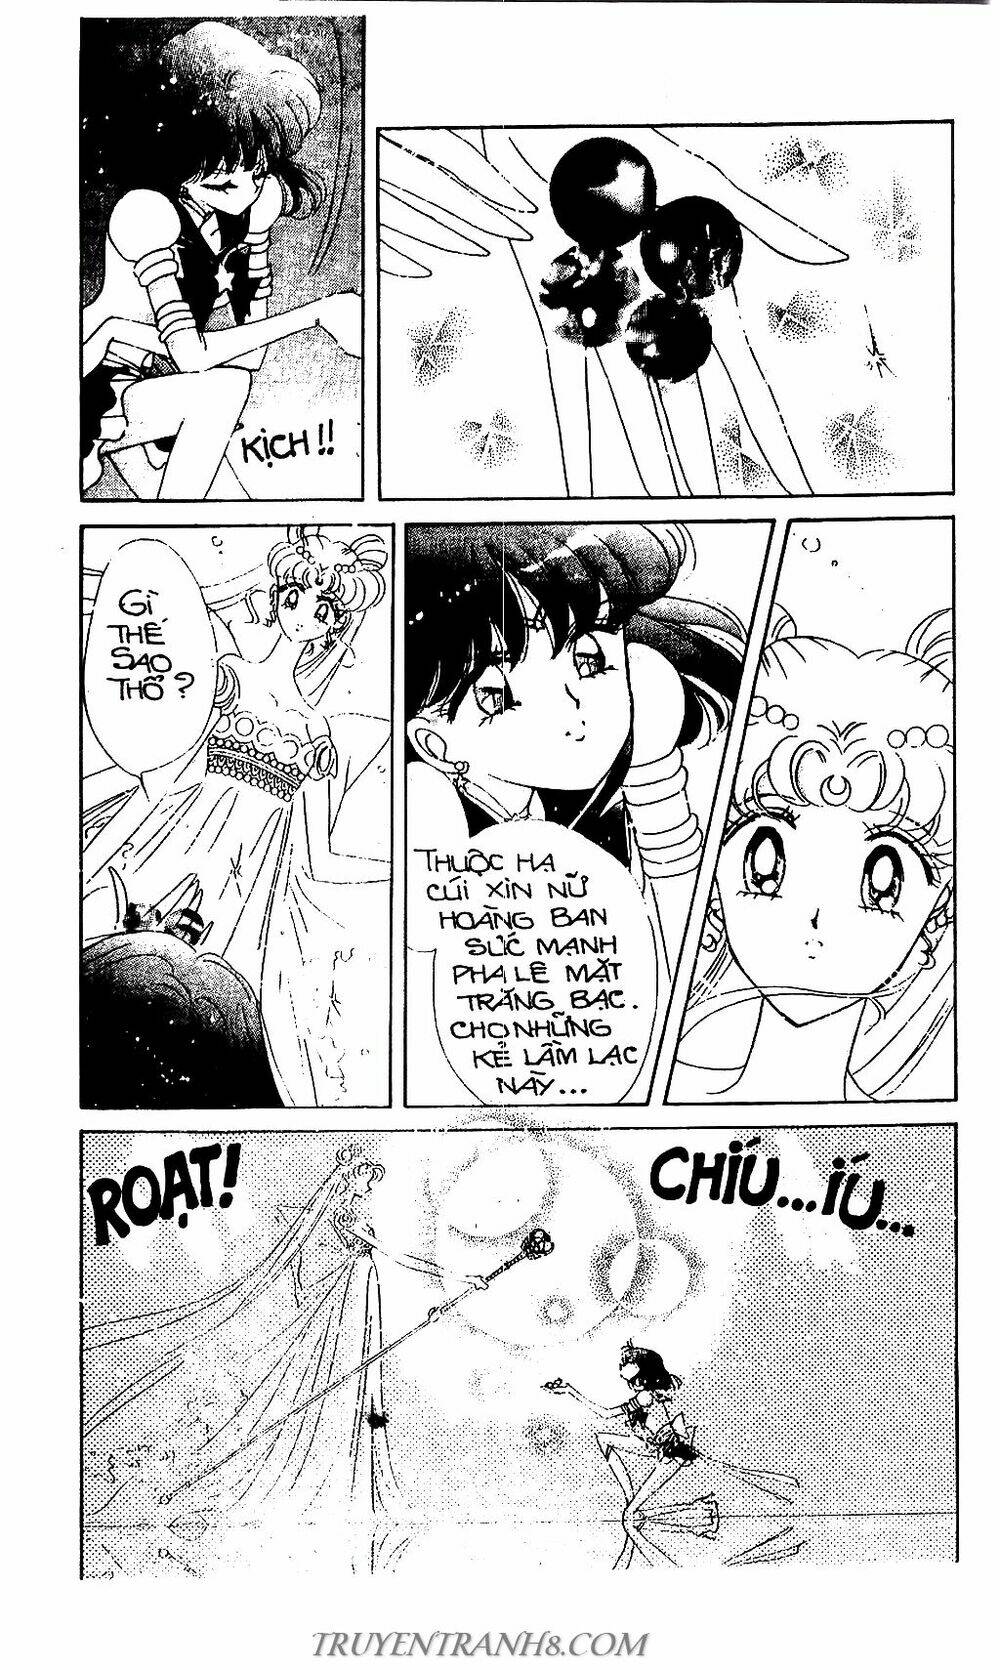 KỊCH!!
GÌ
THẾ
SAO
THỔ?
THUỘC HẠ
CÚI XÌN NỮ
HOÀNG BAN
SỨC MẠNH
PHA LÊ MẶT
TRĂNG BẠC.
CHO NHỮNG
KẺ LẦM LẠC
NÀY...
ROẠT!
CHÍU...ÍU...
TRUYENTRANH8.COM